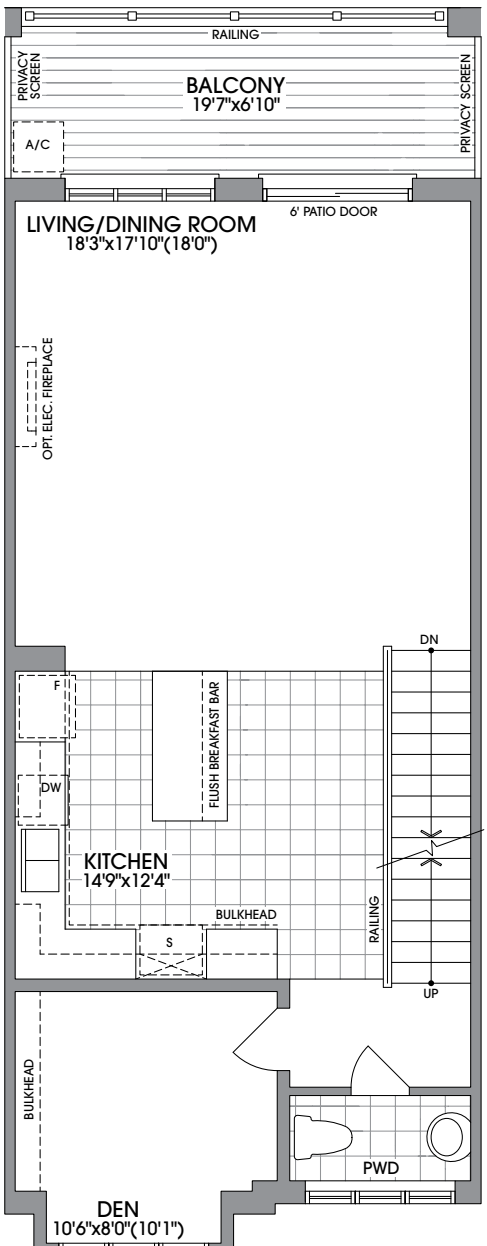 RAILING
PRIVACY
SCREEN
BALCONY
19'7"x6'10"
PRIVACY SCREEN
A/C
6' PATIO DOOR
LIVING/DINING ROOM
18'3"x17'10"(18'0")
OPT. ELEC. FIREPLACE
DN
F
FLUSH BREAKFAST BAR
DW
KITCHEN
14'9"x12'4"
BULKHEAD
RAILING
S
UP
BULKHEAD
PWD
DEN
10'6"x8'0"(10'1")